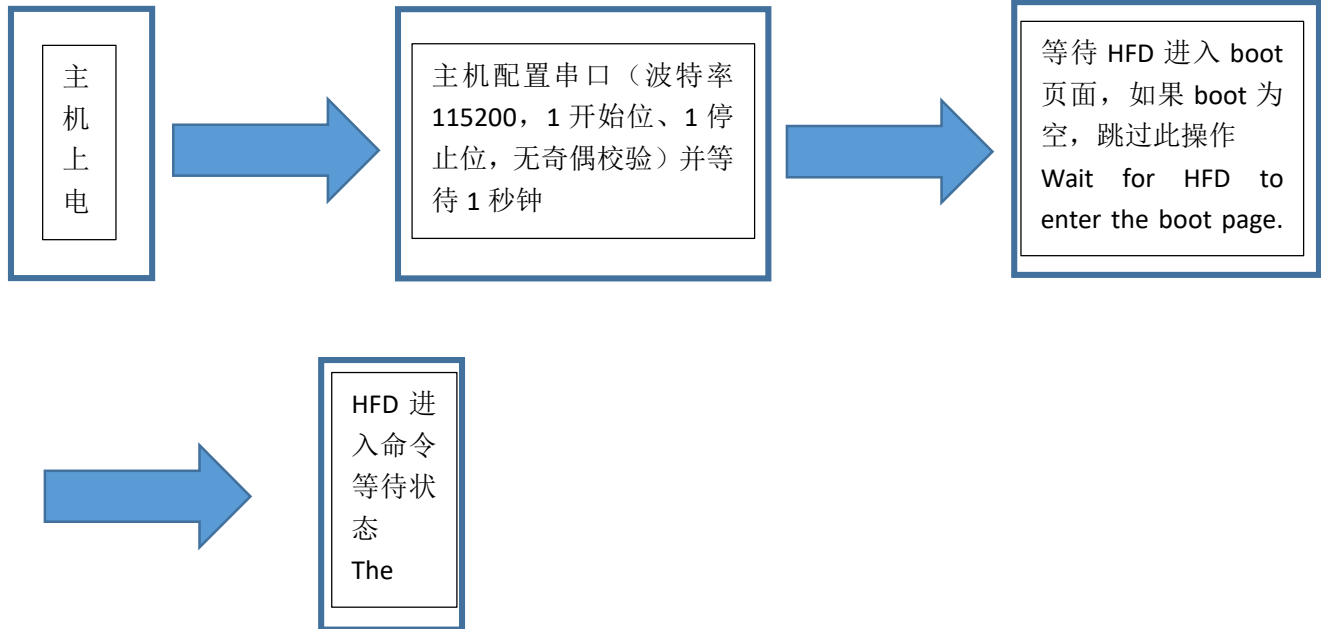 主
机
上
电
主机配置串口（波特率
115200，1 开始位、1 停
止位，无奇偶校验）并等
待 1 秒钟
等待 HFD 进入 boot
页面，如果 boot 为
空，跳过此操作
Wait for HFD to
enter the boot page.
HFD 进
入命令
等待状
态
The